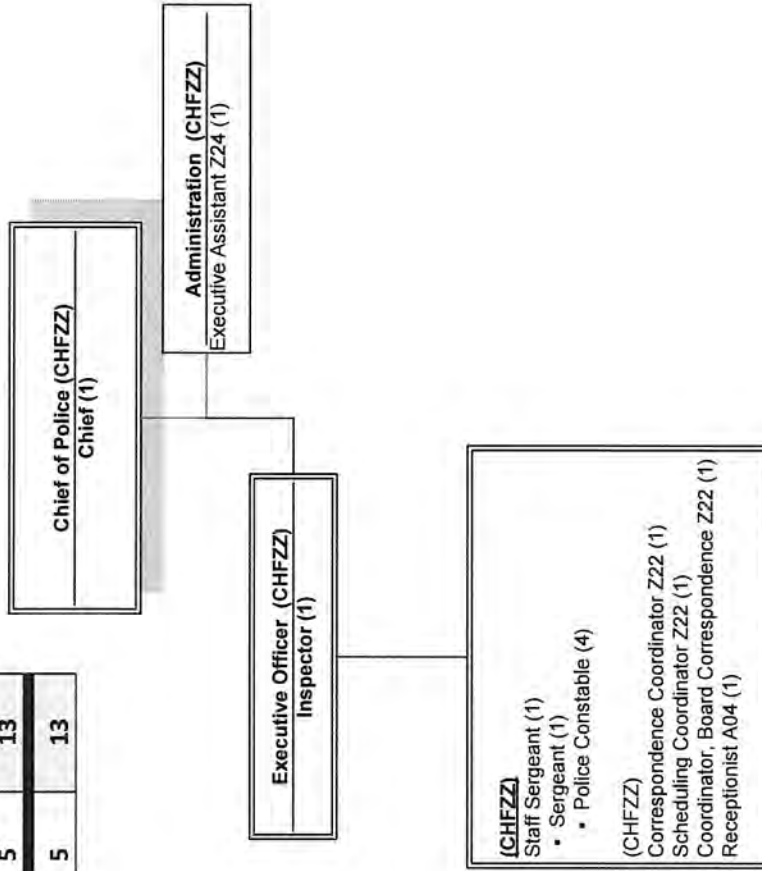 5 13
5 13
Chief of Police (CHFZZ)
Chief (1)
Administration (CHFZZ)
Executive Assistant Z24 (1)
Executive Officer (CHFZZ)
Inspector (1)
(CHFZZ)
Staff Sergeant (1)
▪ Sergeant (1)
▪ Police Constable (4)
(CHFZZ)
Correspondence Coordinator Z22 (1)
Scheduling Coordinator Z22 (1)
Coordinator, Board Correspondence Z22 (1)
Receptionist A04 (1)